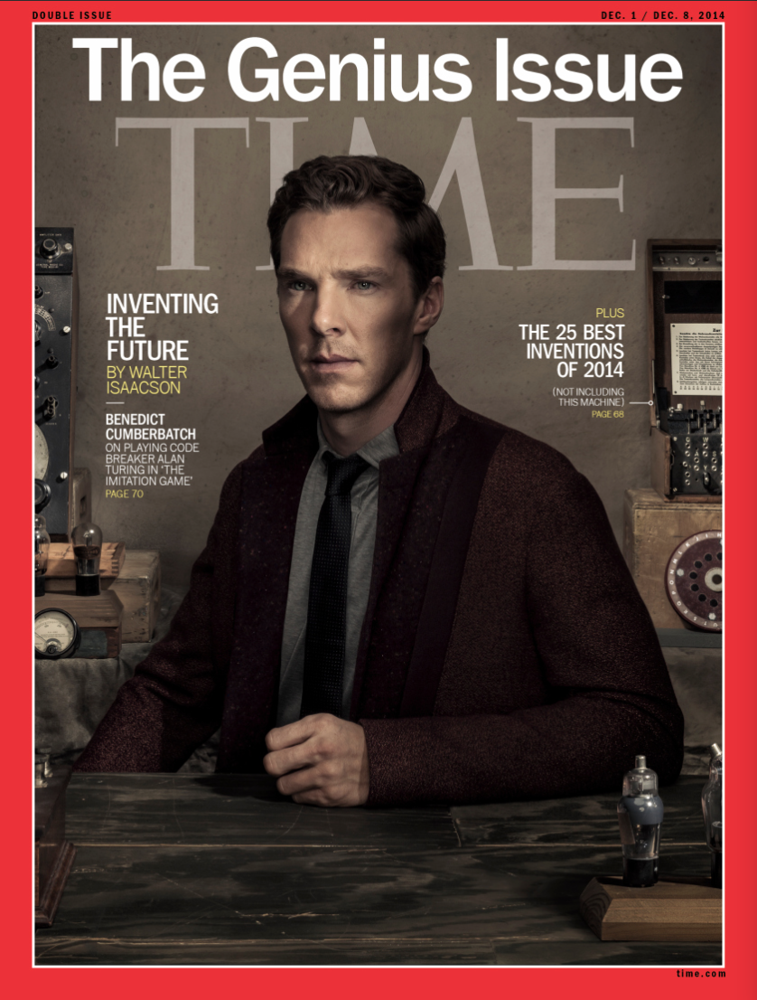 DOUBLE ISSUE
DEC. 1 / DEC. 8, 2014
The Genius Issue
TIME
INVENTING
THE
FUTURE
BY WALTER
ISAACSON
BENEDICT
CUMBERBATCH
ON PLAYING CODE
BREAKER ALAN
TURING IN ‘THE
IMITATION GAME’
PAGE 70
PLUS
THE 25 BEST
INVENTIONS
OF 2014
(NOT INCLUDING
THIS MACHINE)
PAGE 68
Zur
time.com